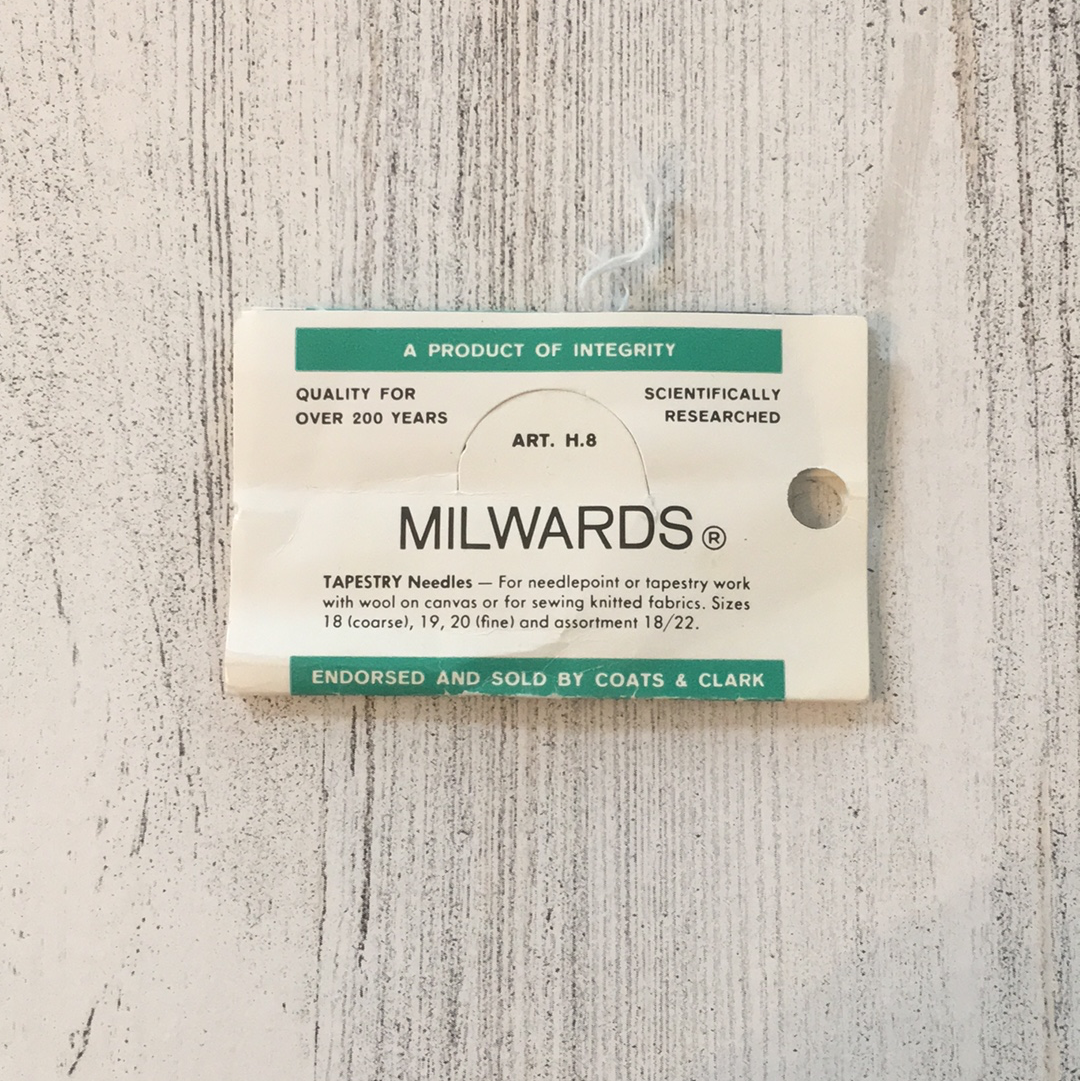 A PRODUCT OF INTEGRITY
QUALITY FOR
OVER 200 YEARS
SCIENTIFICALLY
RESEARCHED
ART. H.8
MILWARDS®
TAPESTRY Needles — For needlepoint or tapestry work
with wool on canvas or for sewing knitted fabrics. Sizes
18 (coarse), 19, 20 (fine) and assortment 18/22.
ENDORSED AND SOLD BY COATS & CLARK